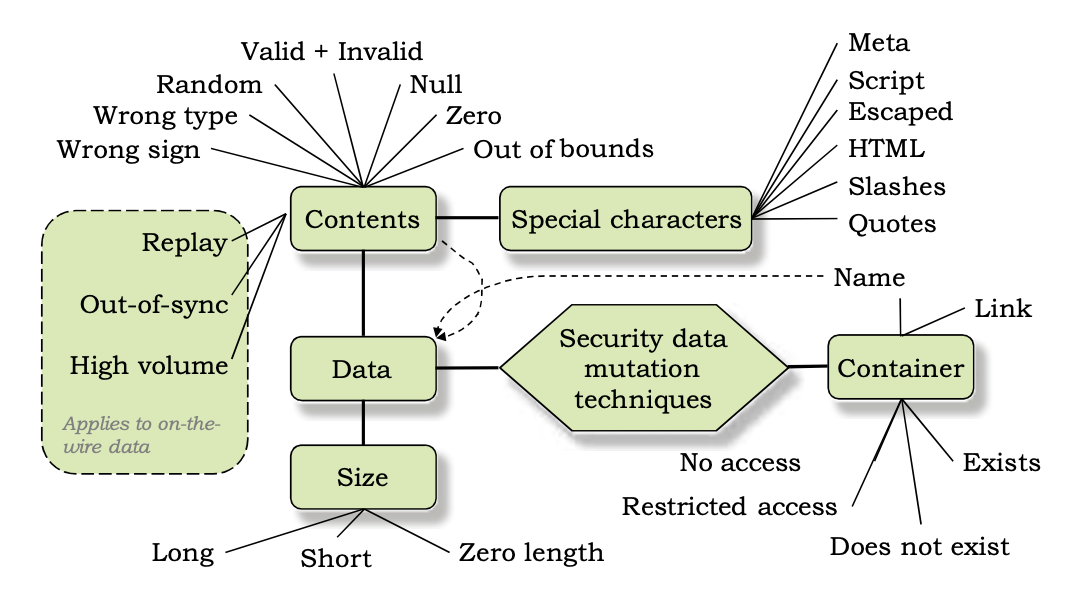 Valid + Invalid
Random
Null
Wrong type
Zero
Wrong sign
Out of bounds
Meta
Script
Escaped
HTML
Slashes
Quotes
Contents
Special characters
Replay
Out-of-sync
High volume
Applies to on-the-
wire data
Name
Link
Data
Security data
mutation
techniques
Container
Size
No access
Restricted access
Does not exist
Exists
Long
Short
Zero length